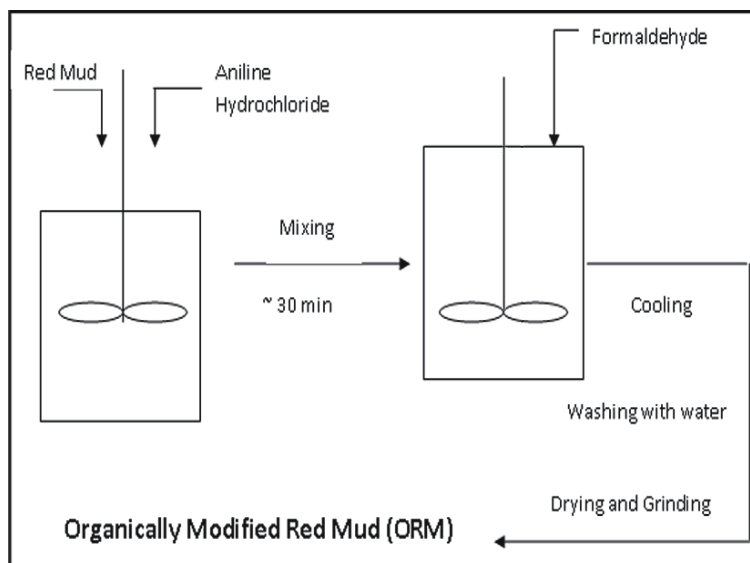 Formaldehyde
Red Mud
Aniline
Hydrochloride
Mixing
~ 30 min
Cooling
Washing with water
Drying and Grinding
Organically Modified Red Mud (ORM)